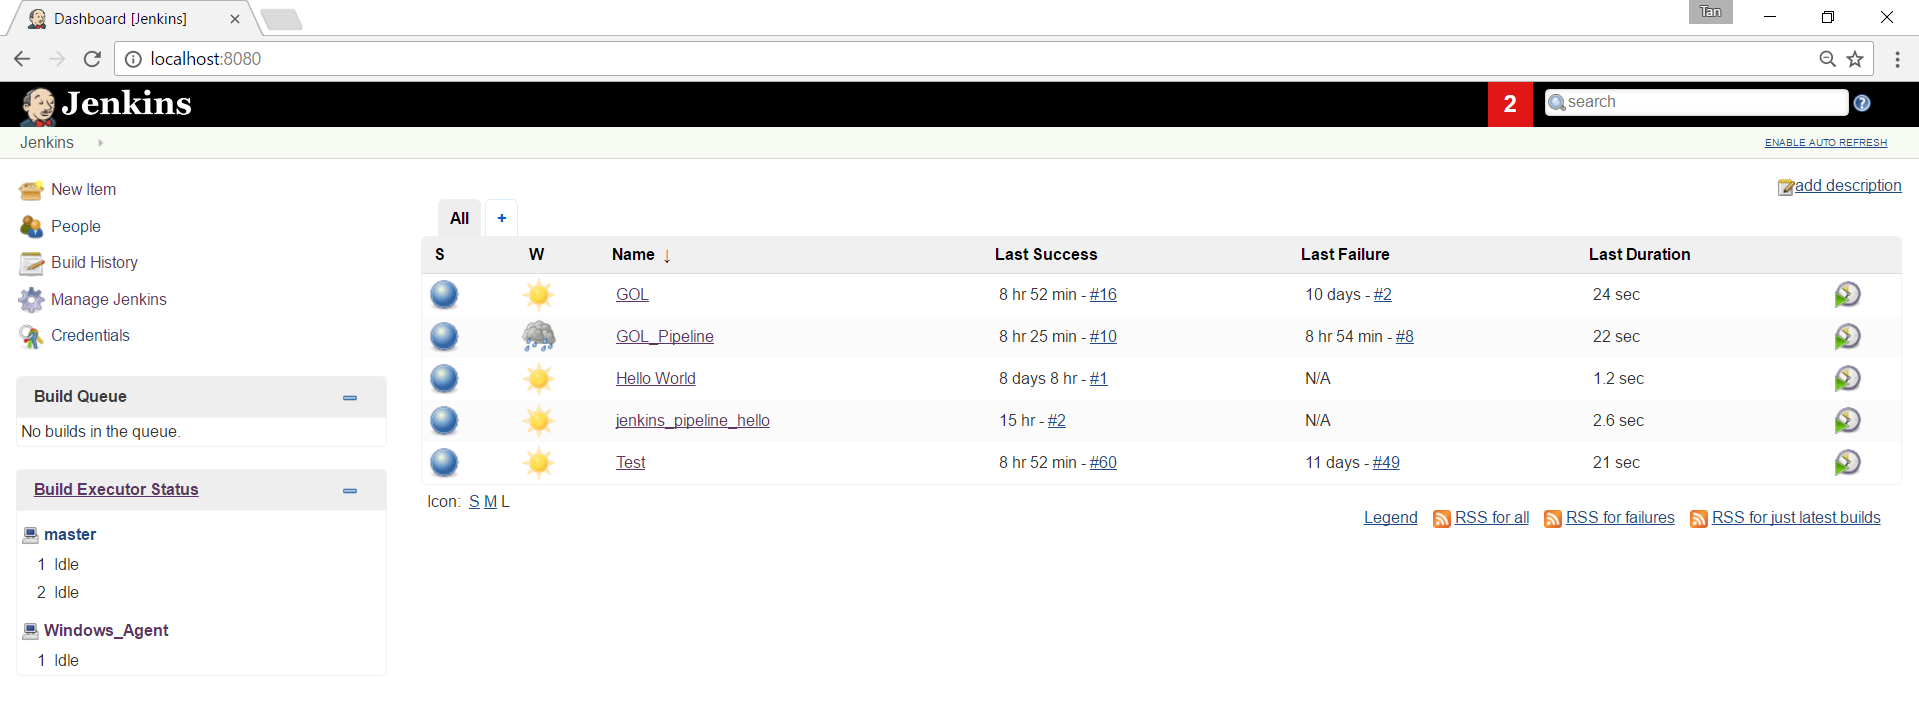 Dashboard [Jenkins]
Tan
localhost:8080
Jenkins
2
search
Jenkins
ENABLE AUTO REFRESH
New Item
People
Build History
Manage Jenkins
Credentials
Build Queue
No builds in the queue.
Build Executor Status
master
1 Idle
2 Idle
Windows_Agent
1 Idle
add description
All +
S W Name ↓ Last Success Last Failure Last Duration
GOL 8 hr 52 min - #16 10 days - #2 24 sec
GOL_Pipeline 8 hr 25 min - #10 8 hr 54 min - #8 22 sec
Hello World 8 days 8 hr - #1 N/A 1.2 sec
jenkins_pipeline_hello 15 hr - #2 N/A 2.6 sec
Test 8 hr 52 min - #60 11 days - #49 21 sec
Icon: S M L
Legend RSS for all RSS for failures RSS for just latest builds